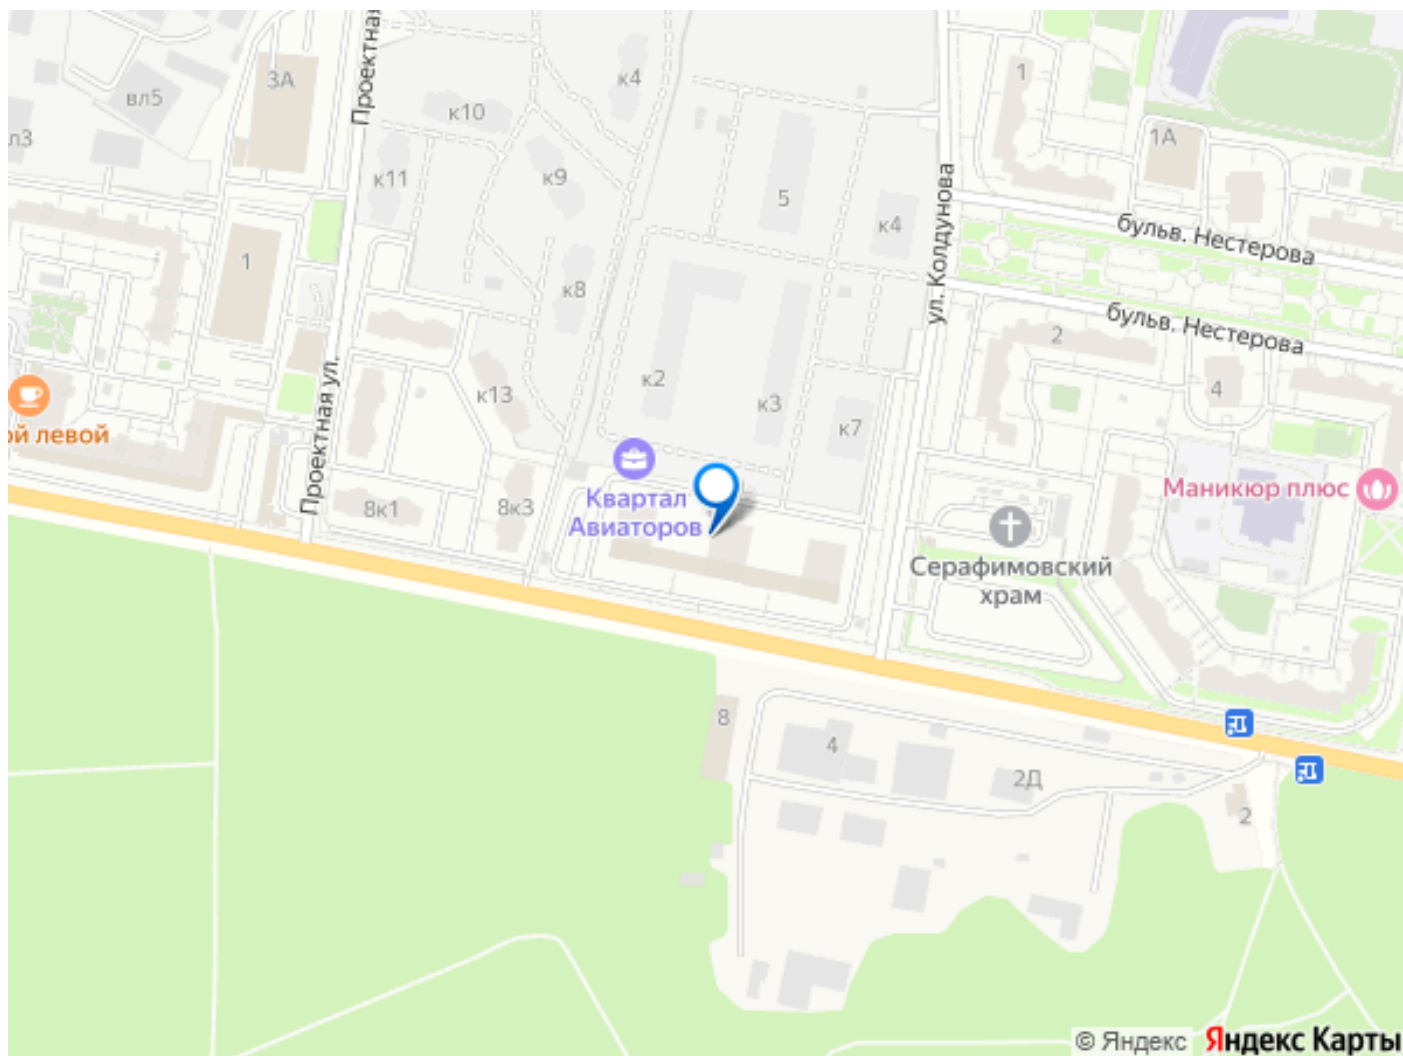 Проектная
к4
1
3А
вл5
к10
1А
л3
к11
к9
5
к4
ул. Колдунова
бульв. Нестерова
1
к8
бульв. Нестерова
2
к2
к13
к3
4
Проектная ул.
ой левой
к7
Квартал
Авиаторов
Маникюр плюс
8к1
8к3
Серафимовский
храм
8
4
2Д
2
© Яндекс
Яндекс Карты